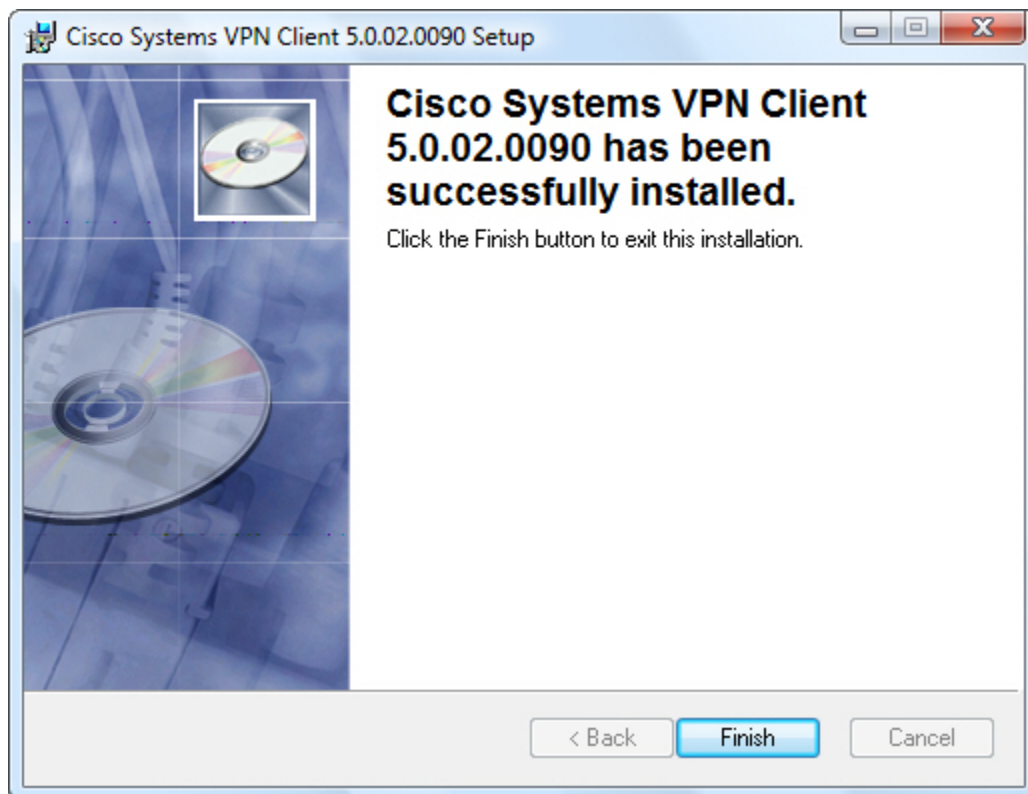 Cisco Systems VPN Client 5.0.02.0090 Setup
Cisco Systems VPN Client
5.0.02.0090 has been
successfully installed.
Click the Finish button to exit this installation.
< Back
Finish
Cancel